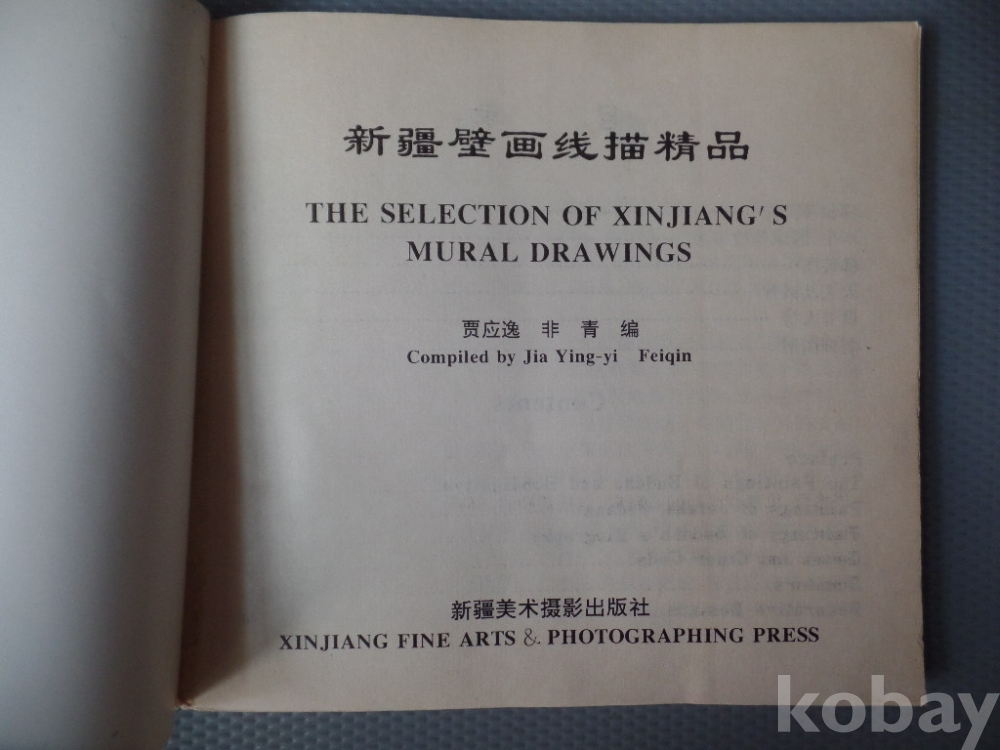 新疆壁画线描精品
THE SELECTION OF XINJIANG'S
MURAL DRAWINGS
贾应逸 非 青 编
Compiled by Jia Ying-yi Feiqin
Contents
新疆美术摄影出版社
XINJIANG FINE ARTS & PHOTOGRAPHING PRESS
kobay